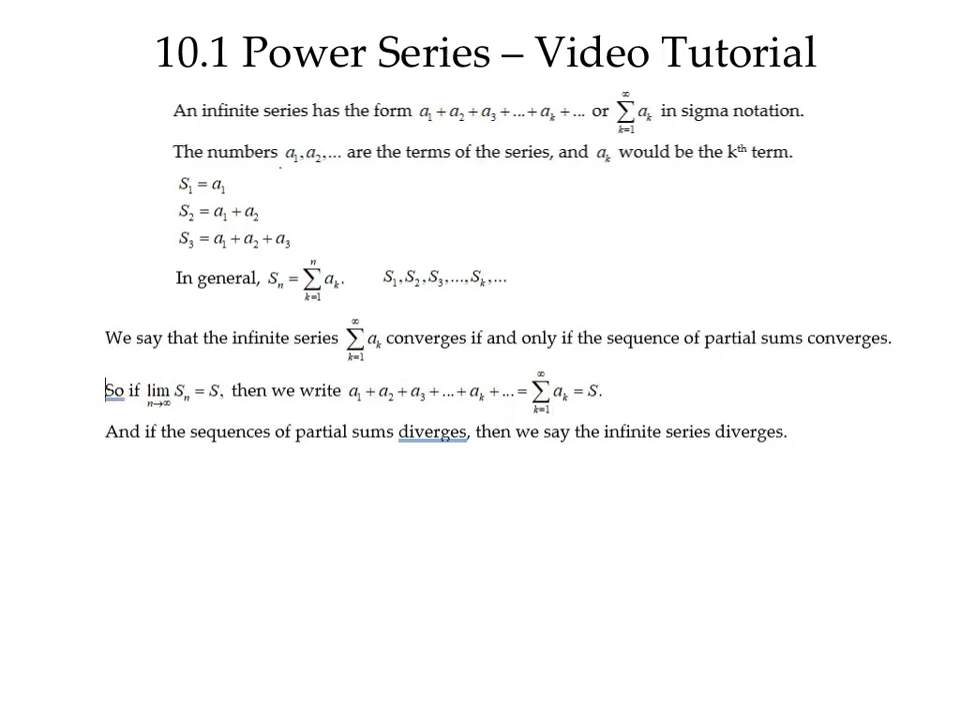 10.1 Power Series – Video Tutorial
An infinite series has the form a₁ + a₂ + a₃ + ... + aₖ + ... or ∑_{k=1}^{∞} aₖ in sigma notation.
The numbers a₁, a₂, ... are the terms of the series, and aₖ would be the kᵗʰ term.
S₁ = a₁
S₂ = a₁ + a₂
S₃ = a₁ + a₂ + a₃
In general, Sₙ = ∑_{k=1}^{n} aₖ. S₁, S₂, S₃, ..., Sₖ, ...
We say that the infinite series ∑_{k=1}^{∞} aₖ converges if and only if the sequence of partial sums converges.
So if lim_{n→∞} Sₙ = S, then we write a₁ + a₂ + a₃ + ... + aₖ + ... = ∑_{k=1}^{∞} aₖ = S.
And if the sequences of partial sums diverges, then we say the infinite series diverges.